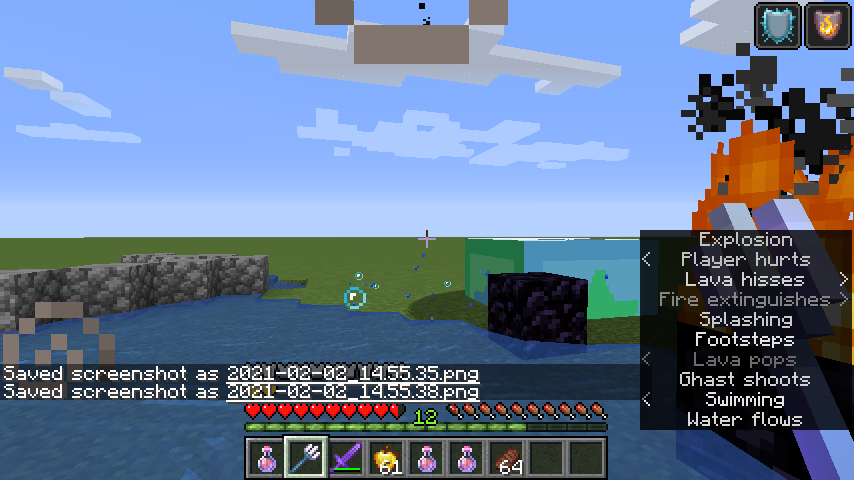 Explosion
< Player hurts
Lava hisses >
Fire extinguishes >
Splashing
Footsteps
< Lava pops
Ghast shoots
< Swimming
Water flows
Saved screenshot as 2021-02-02_14.55.35.png
Saved screenshot as 2021-02-02_14.55.38.png
12
61
64